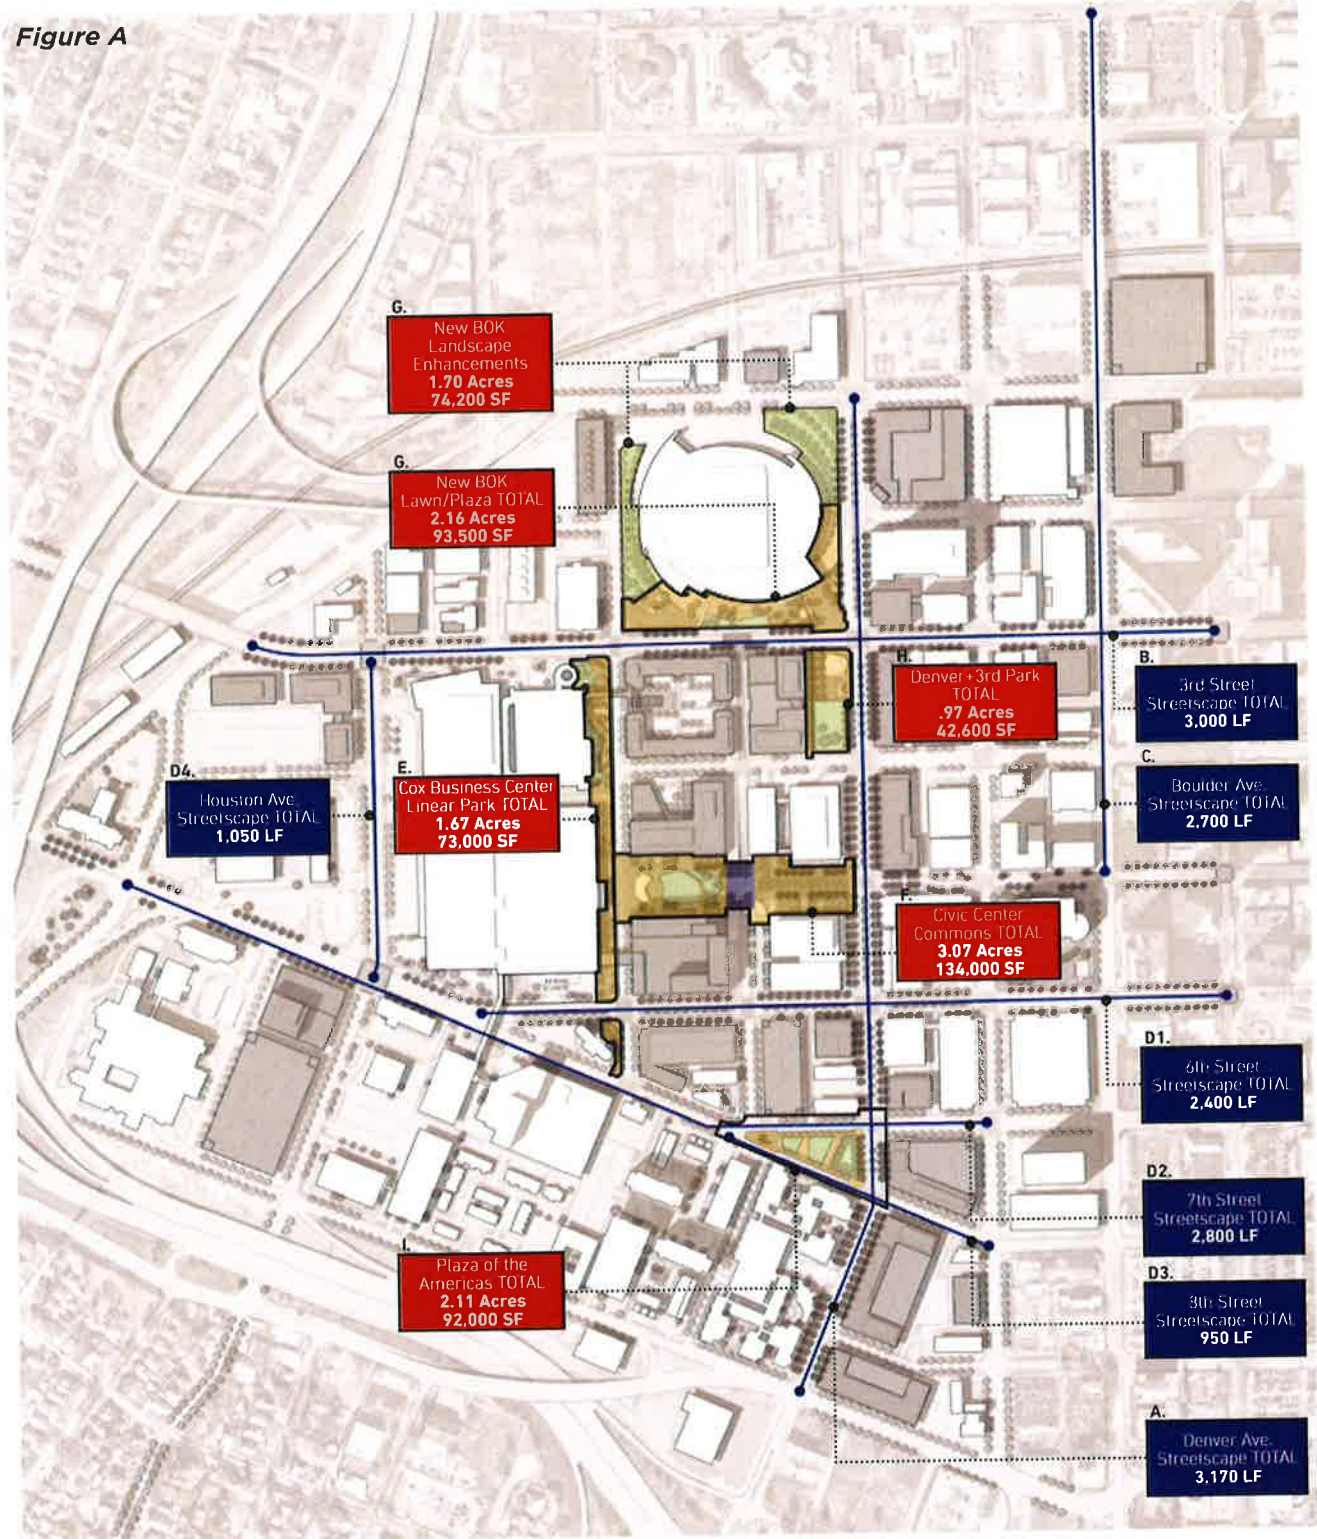 Figure A
G.
New BOK
Landscape
Enhancements
1.70 Acres
74,200 SF
G.
New BOK
Lawn/Plaza TOTAL
2.16 Acres
93,500 SF
H.
Denver+3rd Park
TOTAL
.97 Acres
42,600 SF
B.
3rd Street
Streetscape TOTAL
3,000 LF
D4.
Houston Ave
Streetscape TOTAL
1,050 LF
E.
Cox Business Center
Linear Park TOTAL
1.67 Acres
73,000 SF
C.
Boulder Ave.
Streetscape TOTAL
2,700 LF
F.
Civic Center
Commons TOTAL
3.07 Acres
134,000 SF
D1.
6th Street
Streetscape TOTAL
2,400 LF
D2.
7th Street
Streetscape TOTAL
2,800 LF
I.
Plaza of the
Americas TOTAL
2.11 Acres
92,000 SF
D3.
8th Street
Streetscape TOTAL
950 LF
A.
Denver Ave.
Streetscape TOTAL
3,170 LF